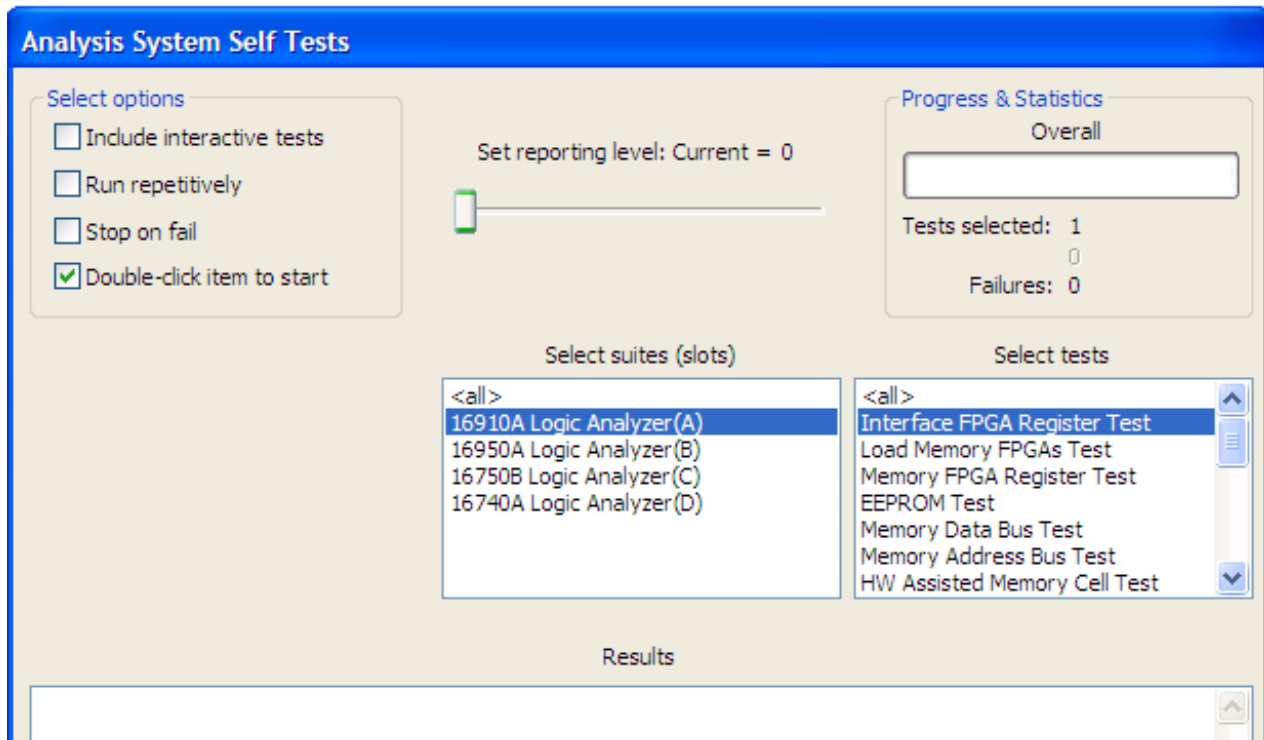 Analysis System Self Tests
Select options
Include interactive tests
Run repetitively
Stop on fail
Double-click item to start
Set reporting level: Current = 0
Progress & Statistics
Overall
Tests selected: 1
0
Failures: 0
Select suites (slots)
<all>
16910A Logic Analyzer(A)
16950A Logic Analyzer(B)
16750B Logic Analyzer(C)
16740A Logic Analyzer(D)
Select tests
<all>
Interface FPGA Register Test
Load Memory FPGAs Test
Memory FPGA Register Test
EEPROM Test
Memory Data Bus Test
Memory Address Bus Test
HW Assisted Memory Cell Test
Results